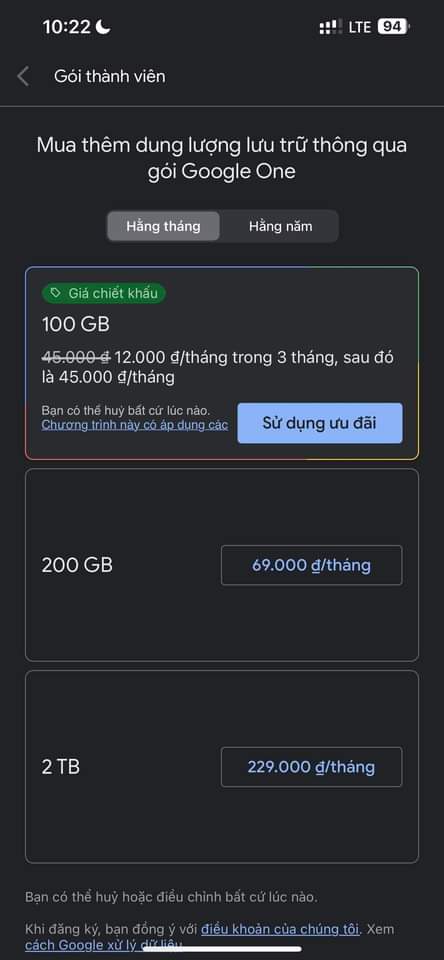 10:22
LTE 94
Gói thành viên
Mua thêm dung lượng lưu trữ thông qua
gói Google One
Hằng tháng
Hằng năm
Giá chiết khấu
100 GB
45.000 ₫ 12.000 ₫/tháng trong 3 tháng, sau đó
là 45.000 ₫/tháng
Bạn có thể huỷ bất cứ lúc nào.
Chương trình này có áp dụng các
Sử dụng ưu đãi
200 GB
69.000 ₫/tháng
2 TB
229.000 ₫/tháng
Bạn có thể huỷ hoặc điều chỉnh bất cứ lúc nào.
Khi đăng ký, bạn đồng ý với điều khoản của chúng tôi. Xem
cách Google xử lý dữ liệu